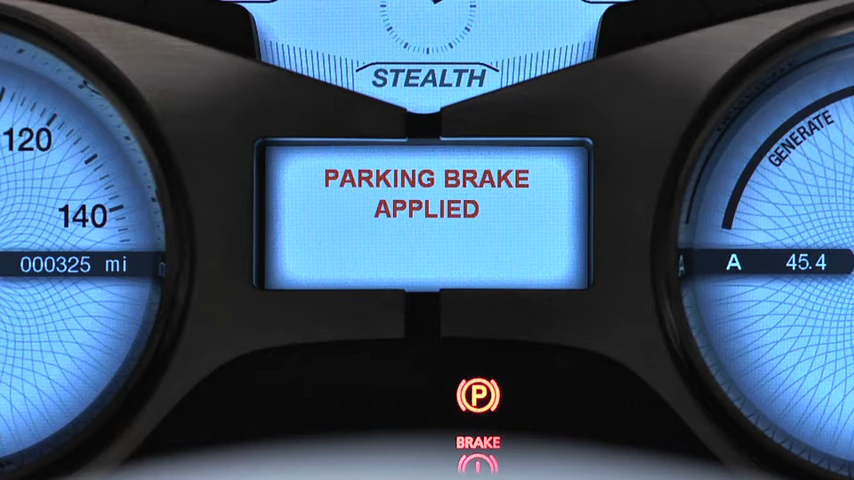 STEALTH
120
PARKING BRAKE
APPLIED
140
GENERATE
000325 mi
A 45.4
P
BRAKE